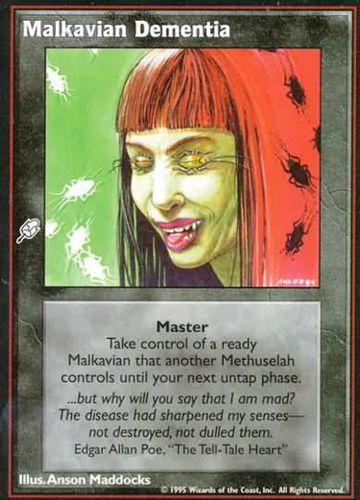 Malkavian Dementia
Master
Take control of a ready
Malkavian that another Methuselah
controls until your next untap phase.
...but why will you say that I am mad?
The disease had sharpened my senses—
not destroyed, not dulled them.
Edgar Allan Poe, "The Tell-Tale Heart"
Illus. Anson Maddocks
© 1995 Wizards of the Coast, Inc. All Rights Reserved.